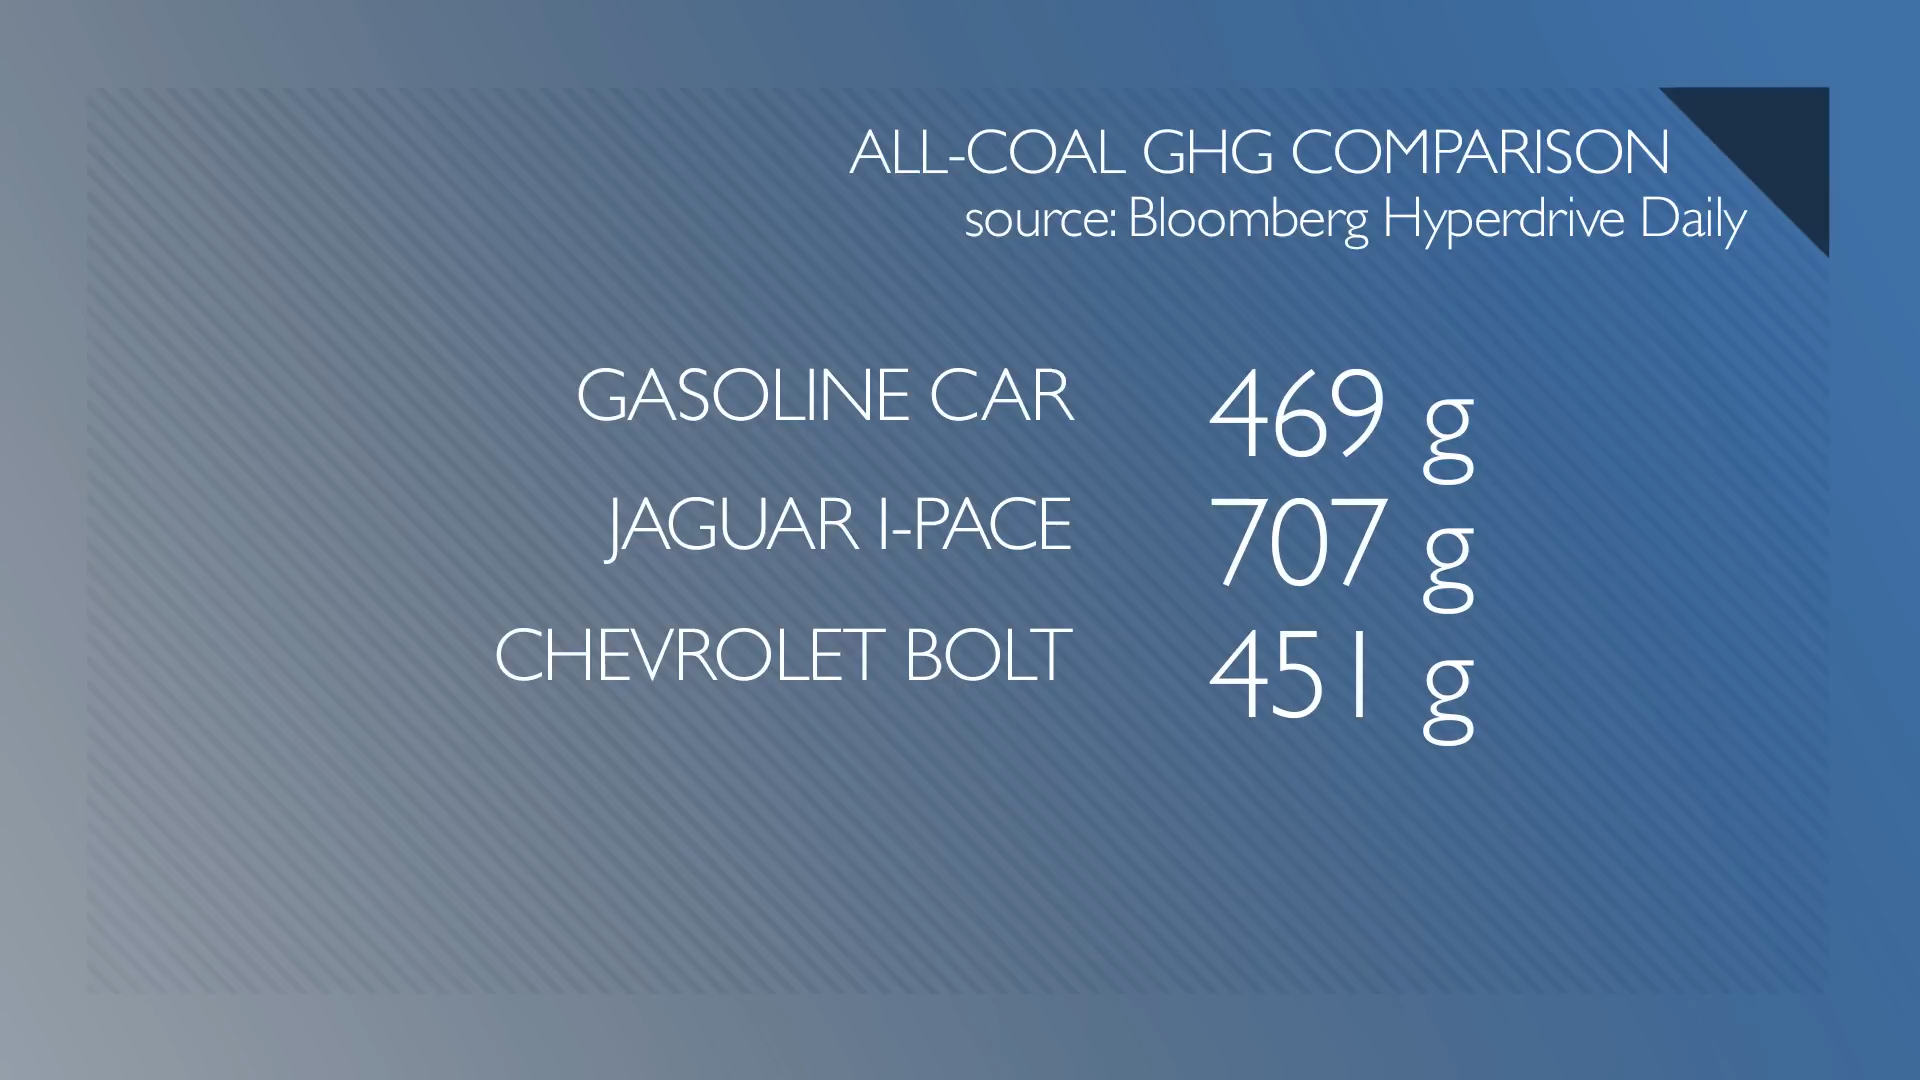 ALL-COAL GHG COMPARISON
source: Bloomberg Hyperdrive Daily
GASOLINE CAR 469 g
JAGUAR I-PACE 707 g
CHEVROLET BOLT 451 g